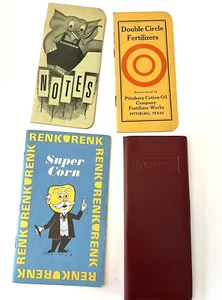 NOTES
Double Circle
Fertilizers
Manufactured by
Pittsburg Cotton Oil
Company
Fertilizer Works
PITTSBURG, TEXAS
RENK RENK
Super
Corn
RENK RENK